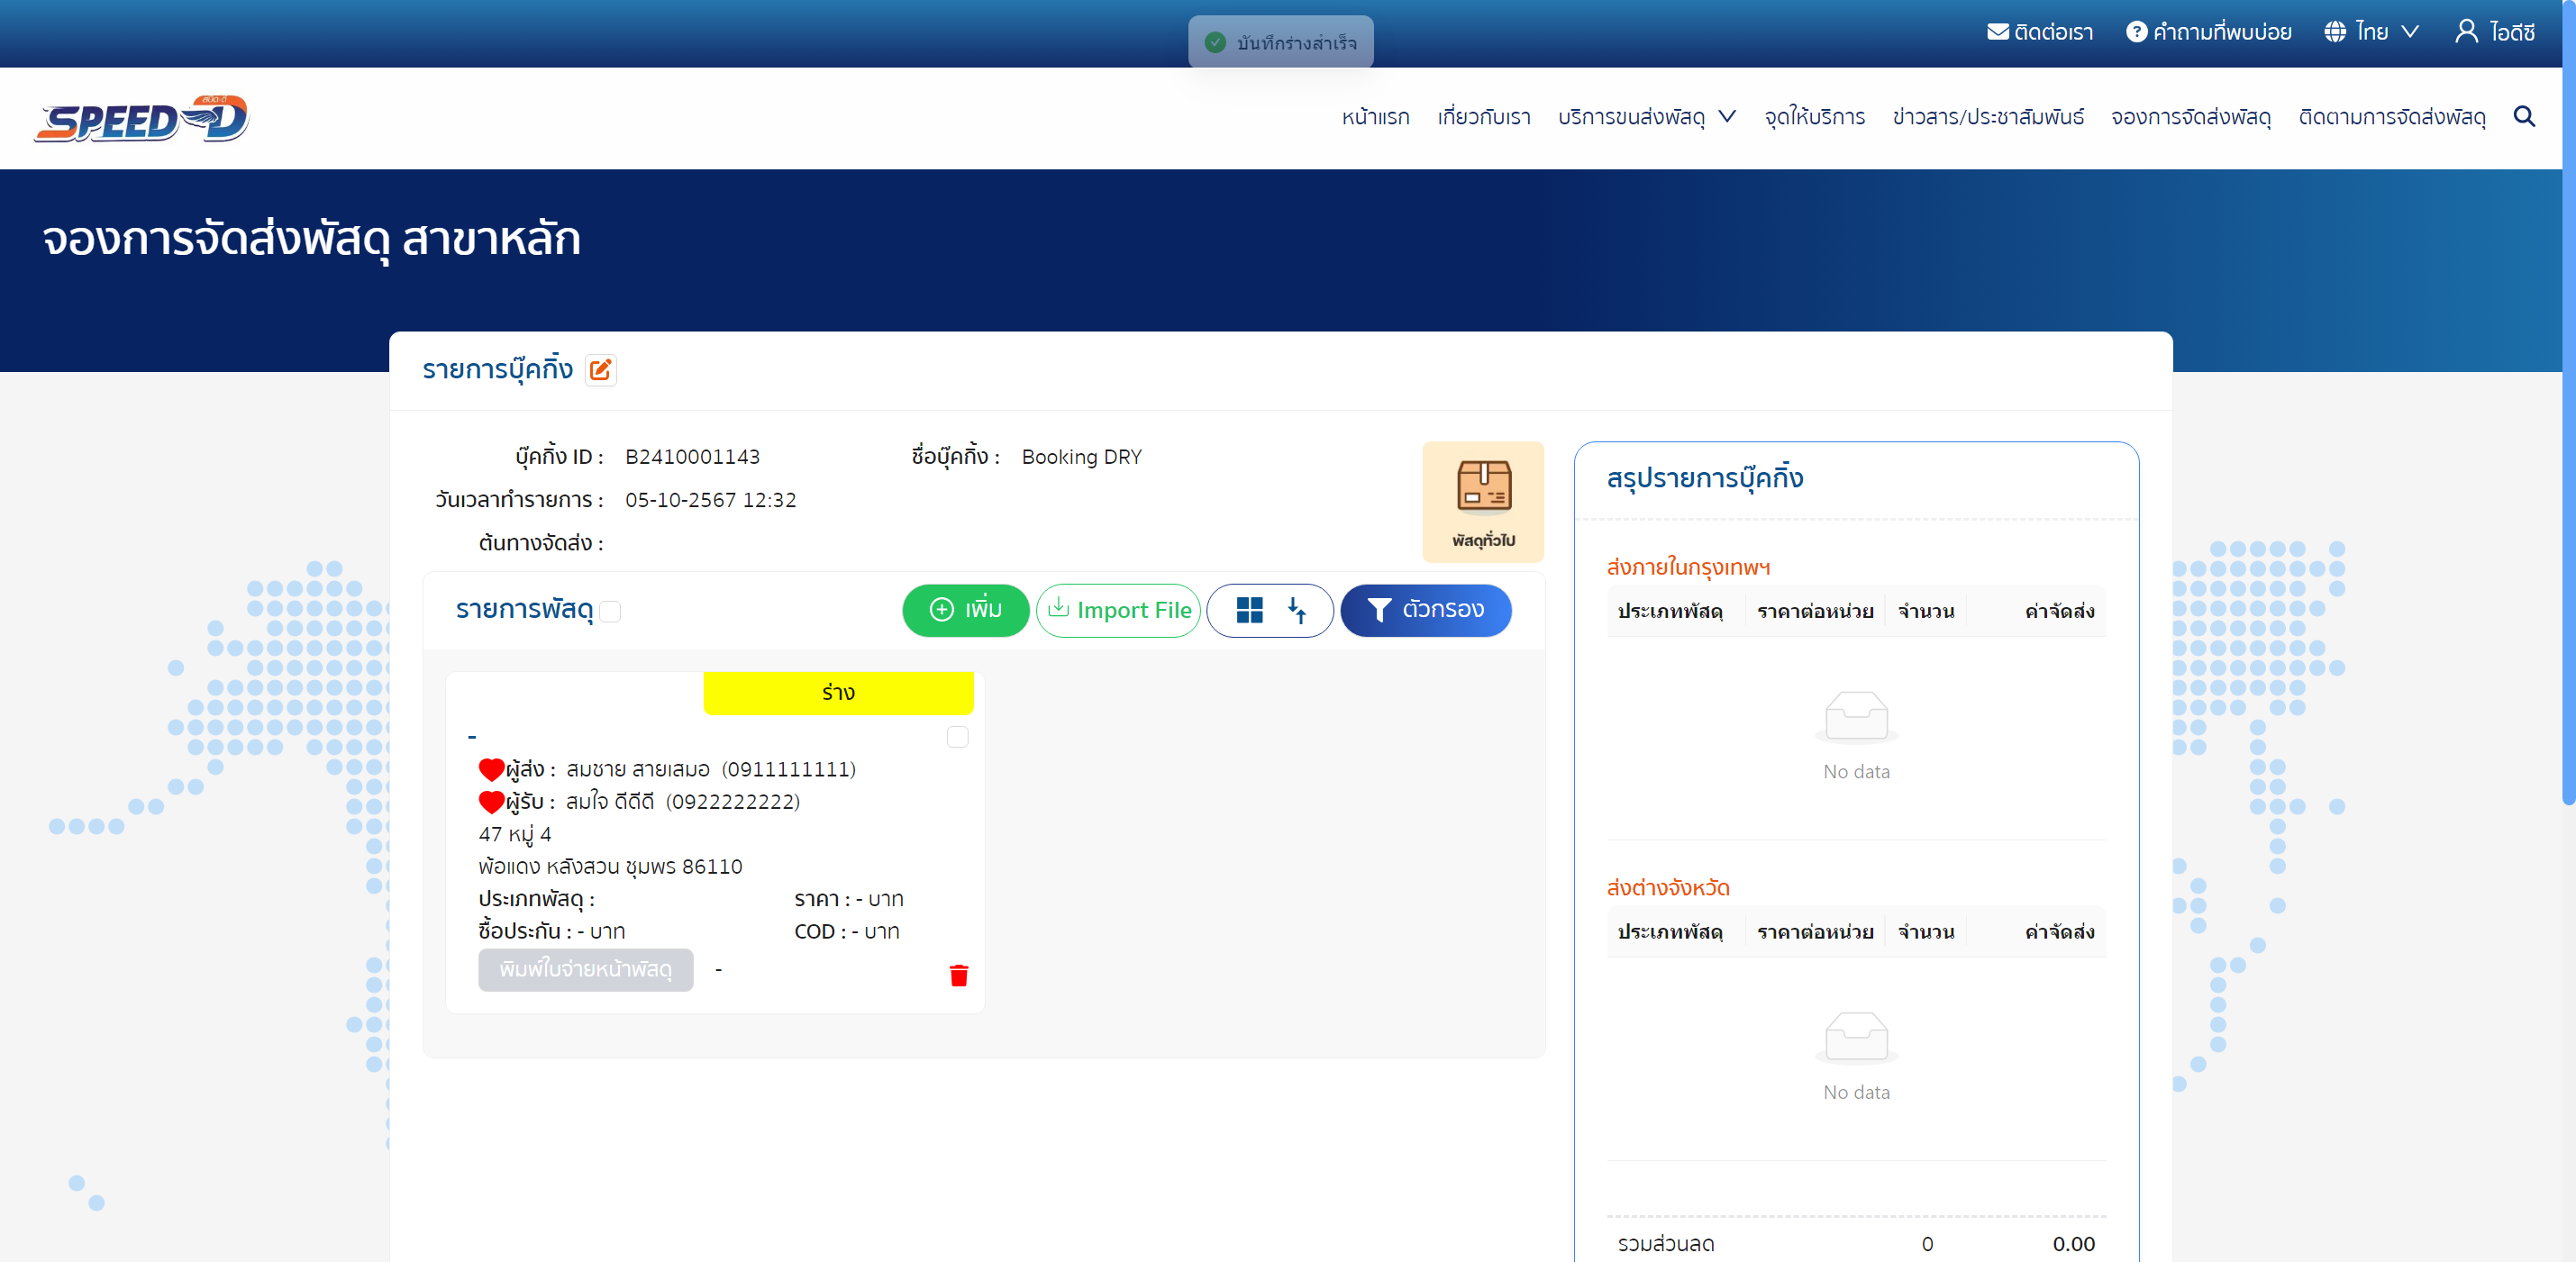 บันทึกร่างสำเร็จ
ติดต่อเรา คำถามที่พบบ่อย ไทย ไอดีซี
สปีด-ดี
SPEED-D
หน้าแรก เกี่ยวกับเรา บริการขนส่งพัสดุ จุดให้บริการ ข่าวสาร/ประชาสัมพันธ์ จองการจัดส่งพัสดุ ติดตามการจัดส่งพัสดุ
จองการจัดส่งพัสดุ สาขาหลัก
รายการบุ๊คกิ้ง
บุ๊คกิ้ง ID : B2410001143 ชื่อบุ๊คกิ้ง : Booking DRY
วันเวลาทำรายการ : 05-10-2567 12:32
ต้นทางจัดส่ง :
พัสดุทั่วไป
รายการพัสดุ เพิ่ม Import File ตัวกรอง
ร่าง
-
ผู้ส่ง : สมชาย สายเสมอ (0911111111)
ผู้รับ : สมใจ ดีดีดี (0922222222)
47 หมู่ 4
พ้อแดง หลังสวน ชุมพร 86110
ประเภทพัสดุ : ราคา : - บาท
ซื้อประกัน : - บาท COD : - บาท
พิมพ์ใบจ่ายหน้าพัสดุ -
สรุปรายการบุ๊คกิ้ง
ส่งภายในกรุงเทพฯ
ประเภทพัสดุ ราคาต่อหน่วย จำนวน ค่าจัดส่ง
No data
ส่งต่างจังหวัด
ประเภทพัสดุ ราคาต่อหน่วย จำนวน ค่าจัดส่ง
No data
รวมส่วนลด 0 0.00